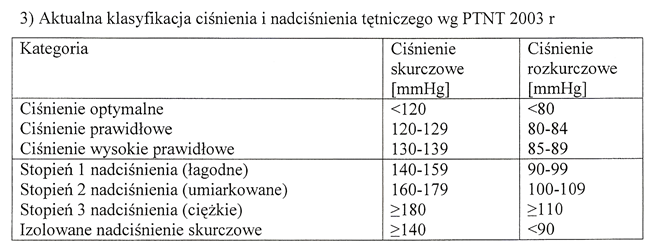 3) Aktualna klasyfikacja ciśnienia i nadciśnienia tętniczego wg PTNT 2003 r
Kategoria Ciśnienie skurczowe [mmHg] Ciśnienie rozkurczowe [mmHg]
Ciśnienie optymalne <120 <80
Ciśnienie prawidłowe 120-129 80-84
Ciśnienie wysokie prawidłowe 130-139 85-89
Stopień 1 nadciśnienia (łagodne) 140-159 90-99
Stopień 2 nadciśnienia (umiarkowane) 160-179 100-109
Stopień 3 nadciśnienia (ciężkie) ≥180 ≥110
Izolowane nadciśnienie skurczowe ≥140 <90